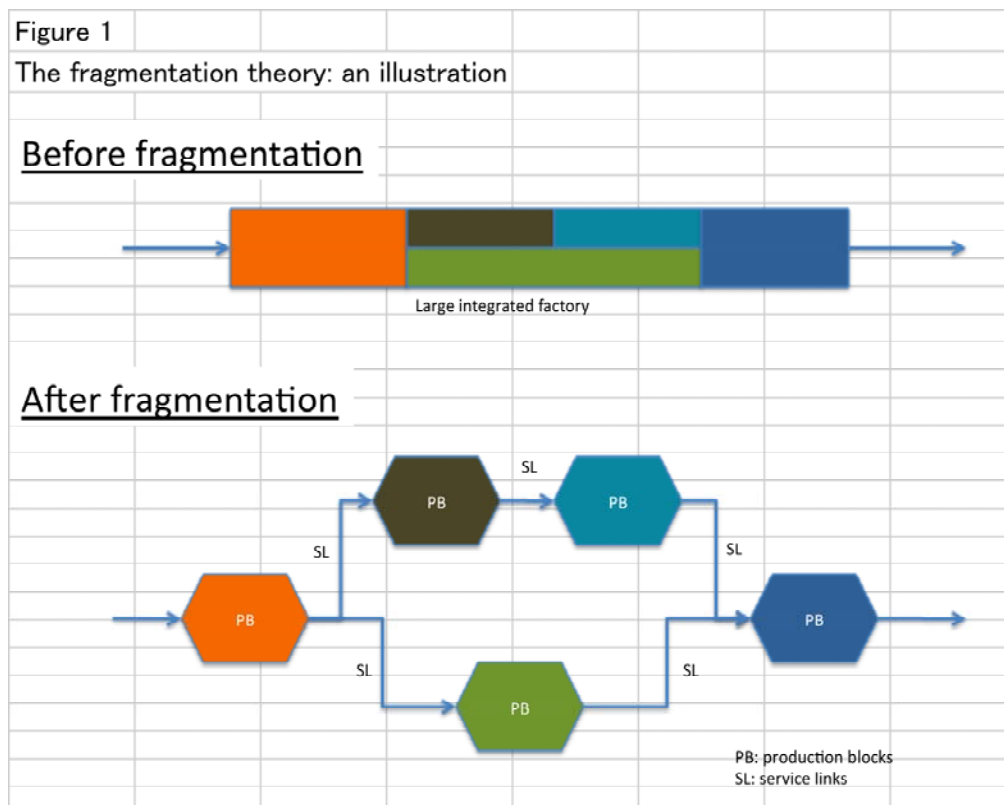 Figure 1
The fragmentation theory: an illustration
Before fragmentation
Large integrated factory
After fragmentation
SL
PB
PB
SL
SL
PB
PB
SL
SL
PB
PB: production blocks
SL: service links